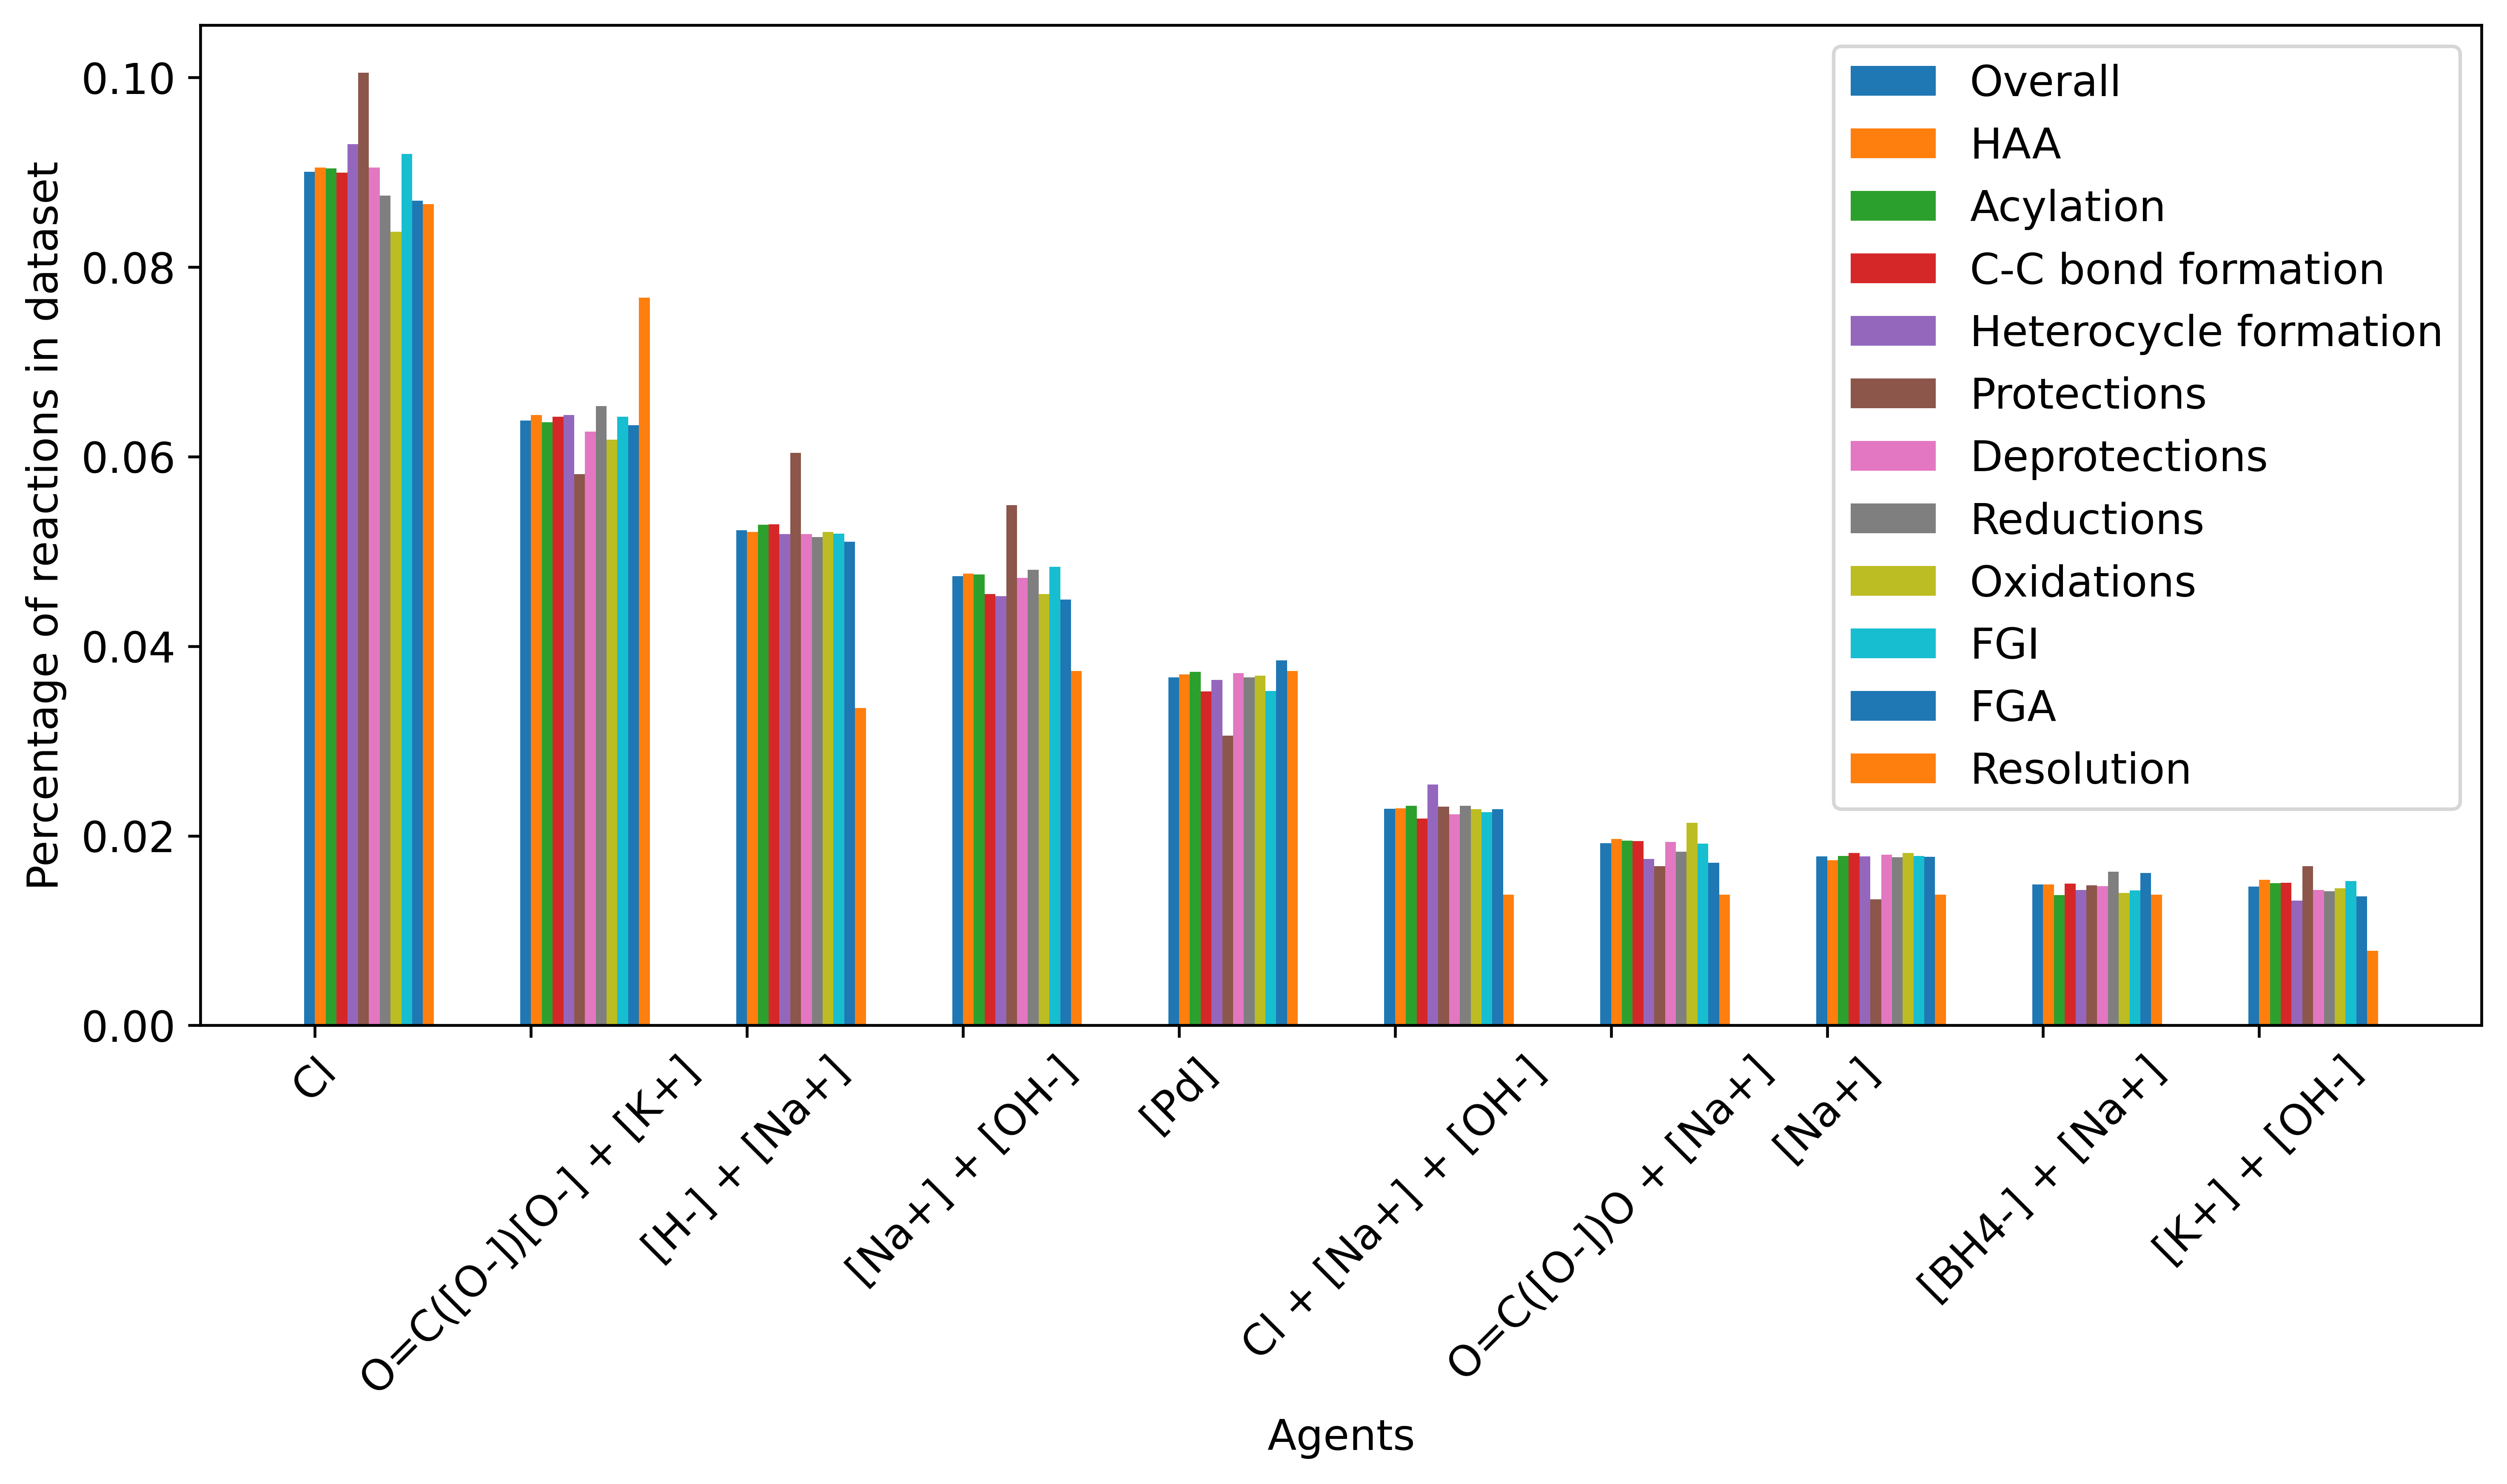 Percentage of reactions in dataset
0.10
0.08
0.06
0.04
0.02
0.00
Overall
HAA
Acylation
C-C bond formation
Heterocycle formation
Protections
Deprotections
Reductions
Oxidations
FGI
FGA
Resolution
Cl
O=C([O-])[O-] + [K+]
[H-] + [Na+]
[Na+] + [OH-]
[Pd]
Cl + [Na+] + [OH-]
O=C([O-])O + [Na+]
[Na+]
[BH4-] + [Na+]
[K+] + [OH-]
Agents